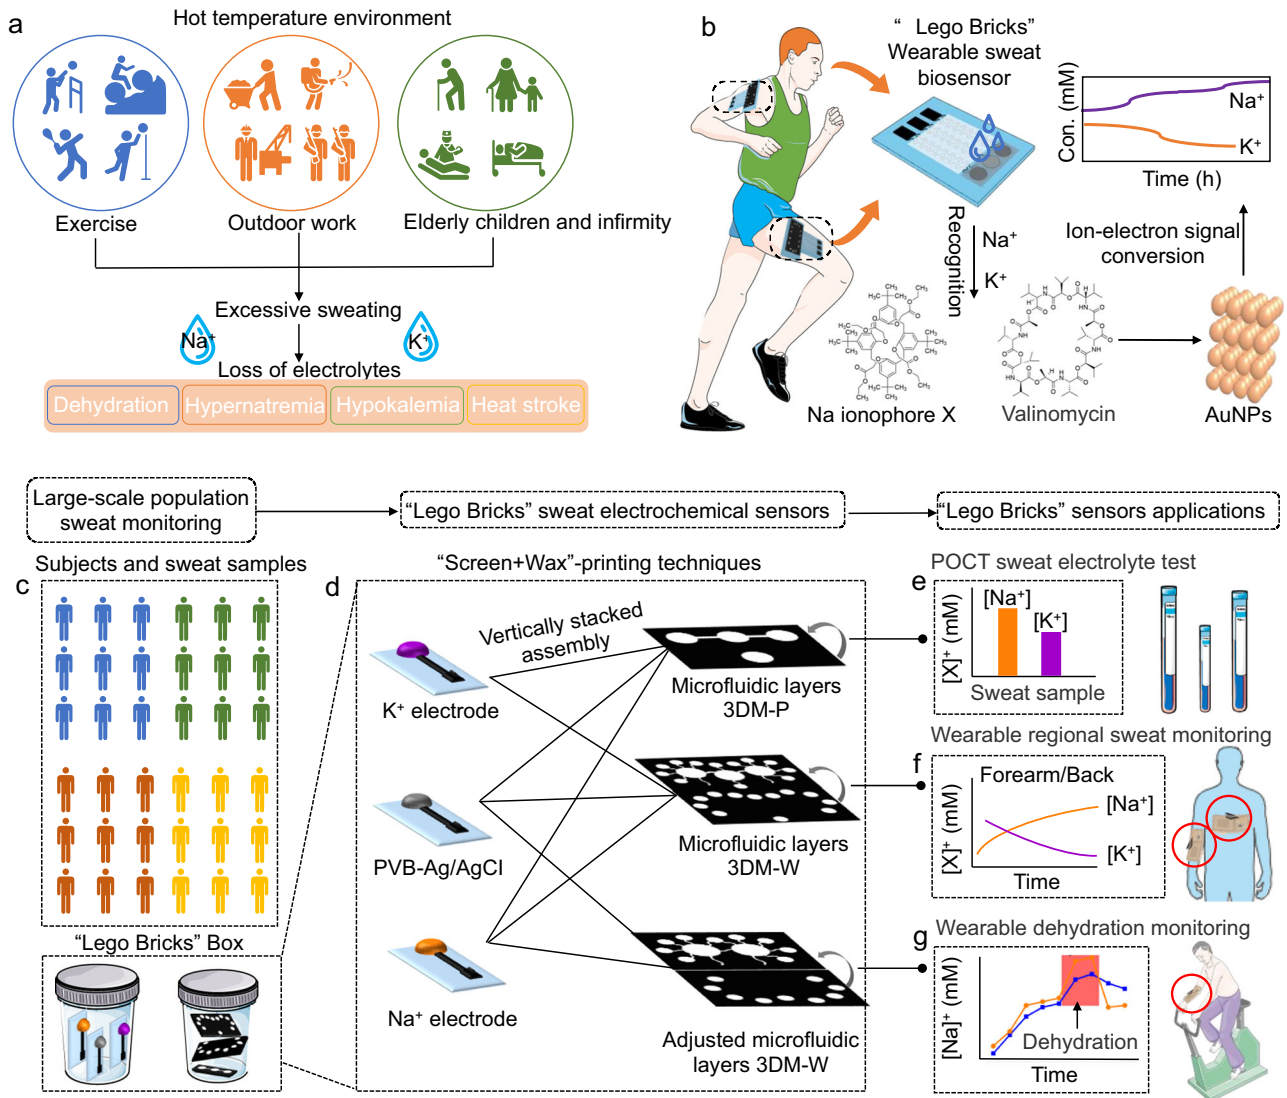 a
Hot temperature environment
Exercise
Outdoor work
Elderly children and infirmity
Excessive sweating
Na⁺
K⁺
Loss of electrolytes
Dehydration
Hypernatremia
Hypokalemia
Heat stroke
b
“ Lego Bricks”
Wearable sweat
biosensor
Con. (mM)
Na⁺
K⁺
Time (h)
Recognition
Na⁺
K⁺
Ion-electron signal
conversion
Na ionophore X
Valinomycin
AuNPs
Large-scale population
sweat monitoring
“Lego Bricks” sweat electrochemical sensors
“Lego Bricks” sensors applications
Subjects and sweat samples
c
“Lego Bricks” Box
“Screen+Wax”-printing techniques
d
Vertically stacked
assembly
K⁺ electrode
PVB-Ag/AgCl
Na⁺ electrode
Microfluidic layers
3DM-P
Microfluidic layers
3DM-W
Adjusted microfluidic
layers 3DM-W
POCT sweat electrolyte test
e
[X]⁺ (mM)
[Na⁺]
[K⁺]
Sweat sample
Wearable regional sweat monitoring
f
[X]⁺ (mM)
Forearm/Back
[Na⁺]
[K⁺]
Time
Wearable dehydration monitoring
g
[Na]⁺ (mM)
Dehydration
Time